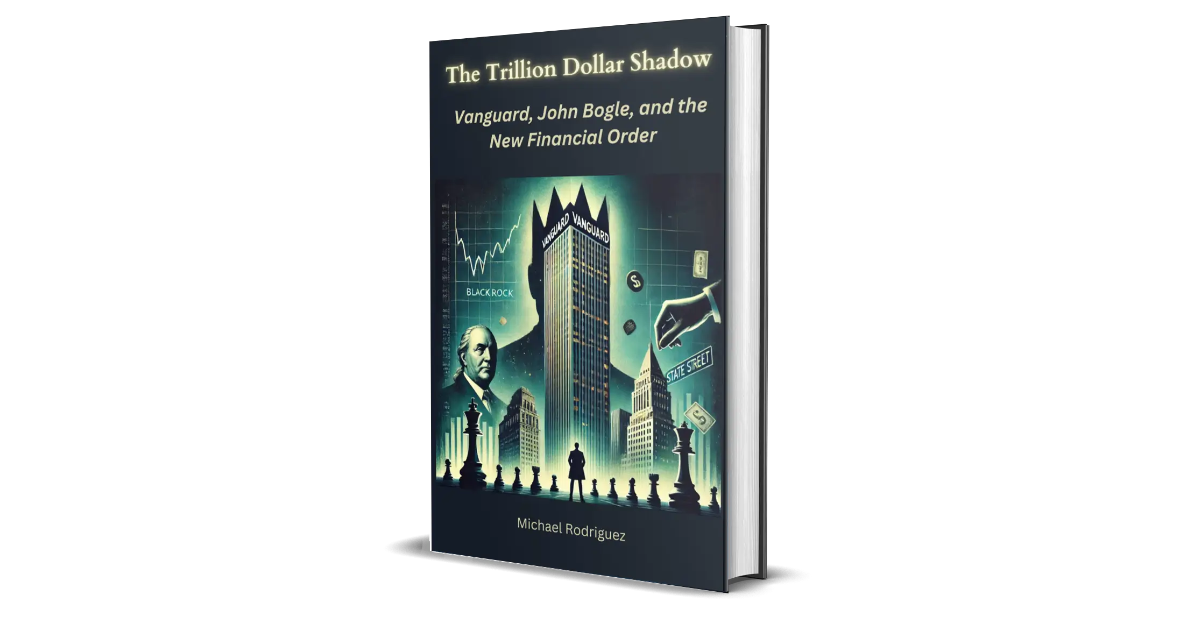 The Trillion Dollar Shadow
Vanguard, John Bogle, and the
New Financial Order
VANGUARD VANGUARD
BLACKROCK
STATE STREET
Michael Rodriguez